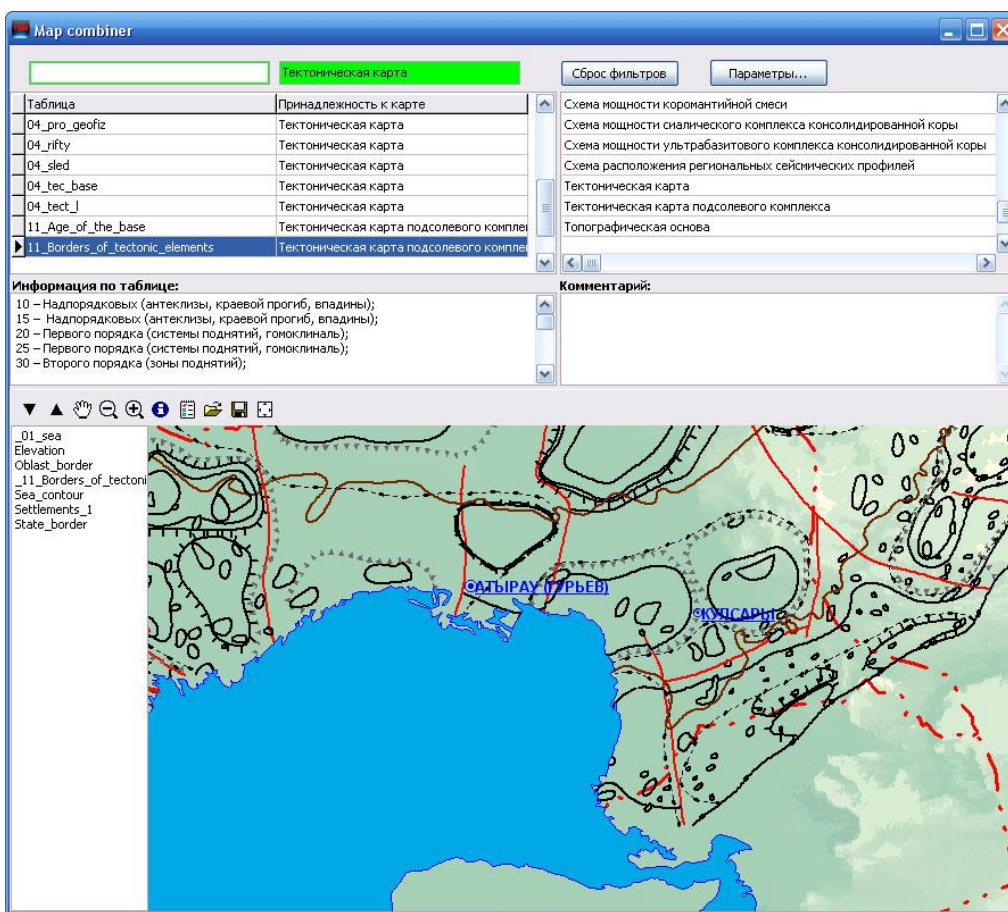 Map combiner
Тектоническая карта
Сброс фильтров
Параметры...
Таблица Принадлежность к карте
04_pro_geofiz Тектоническая карта
04_rifty Тектоническая карта
04_sled Тектоническая карта
04_tec_base Тектоническая карта
04_tect_l Тектоническая карта
11_Age_of_the_base Тектоническая карта подсолевого компле
11_Borders_of_tectonic_elements Тектоническая карта подсолевого компле
Схема мощности коромантийной смеси
Схема мощности сиалического комплекса консолидированной коры
Схема мощности ультрабазитового комплекса консолидированной коры
Схема расположения региональных сейсмических профилей
Тектоническая карта
Тектоническая карта подсолевого комплекса
Топографическая основа
Информация по таблице:
10 – Надпорядковых (антеклизы, краевой прогиб, впадины);
15 – Надпорядковых (антеклизы, краевой прогиб, впадины);
20 – Первого порядка (системы поднятий, гомоклиналь);
25 – Первого порядка (системы поднятий, гомоклиналь);
30 – Второго порядка (зоны поднятий);
Комментарий:
_01_sea
Elevation
Oblast_border
_11_Borders_of_tectoni
Sea_contour
Settlements_1
State_border
АТЫРАУ (ГУРЬЕВ)
КУЛСАРЫ